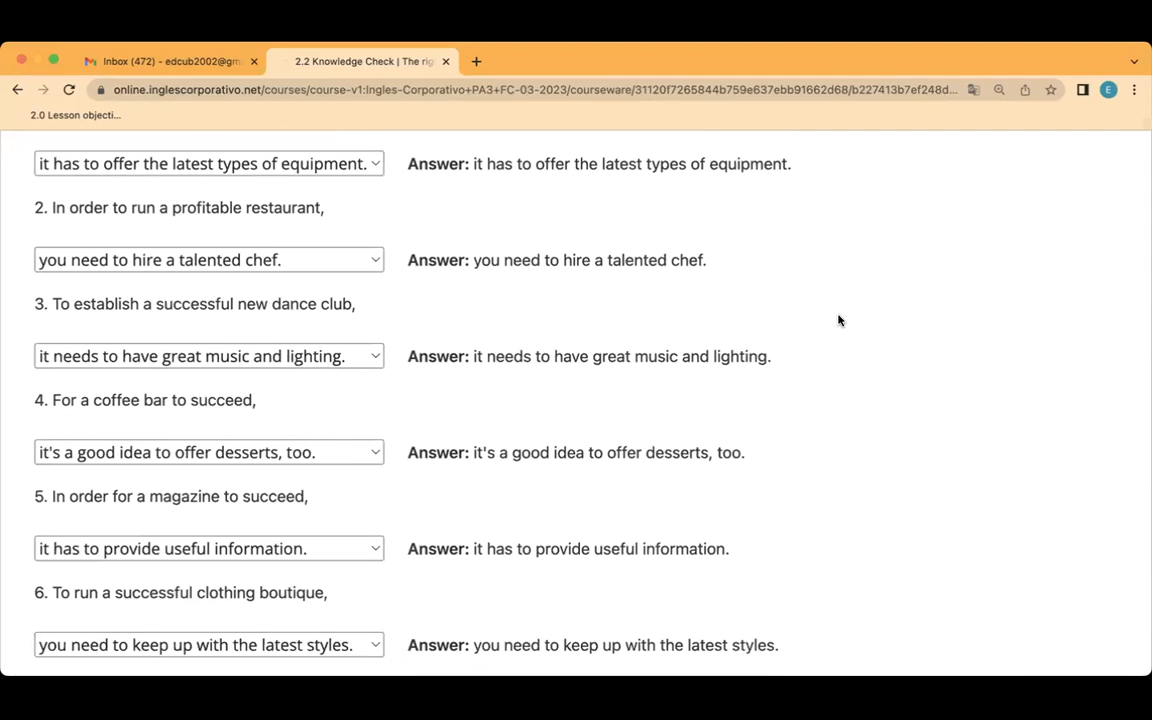 Inbox (472) - edcub2002@gm
2.2 Knowledge Check | The rig
online.inglescorporativo.net/courses/course-v1:Ingles-Corporativo+PA3+FC-03-2023/courseware/31120f7265844b759e637ebb91662d68/b227413b7ef248d...
E
2.0 Lesson objecti...
it has to offer the latest types of equipment. Answer: it has to offer the latest types of equipment.
2. In order to run a profitable restaurant,
you need to hire a talented chef. Answer: you need to hire a talented chef.
3. To establish a successful new dance club,
it needs to have great music and lighting. Answer: it needs to have great music and lighting.
4. For a coffee bar to succeed,
it's a good idea to offer desserts, too. Answer: it's a good idea to offer desserts, too.
5. In order for a magazine to succeed,
it has to provide useful information. Answer: it has to provide useful information.
6. To run a successful clothing boutique,
you need to keep up with the latest styles. Answer: you need to keep up with the latest styles.